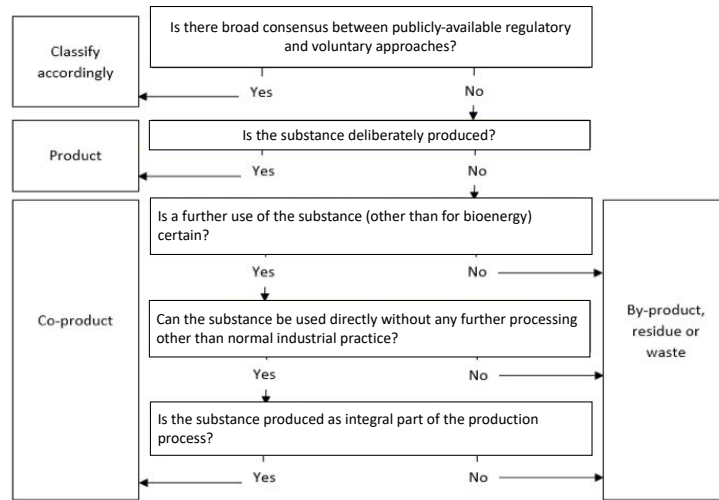 Is there broad consensus between publicly-available regulatory
and voluntary approaches?
Classify
accordingly
Yes
No
Is the substance deliberately produced?
Product
Yes
No
Is a further use of the substance (other than for bioenergy)
certain?
Yes
No
Co-product
Can the substance be used directly without any further processing
other than normal industrial practice?
By-product,
residue or
waste
Yes
No
Is the substance produced as integral part of the production
process?
Yes
No